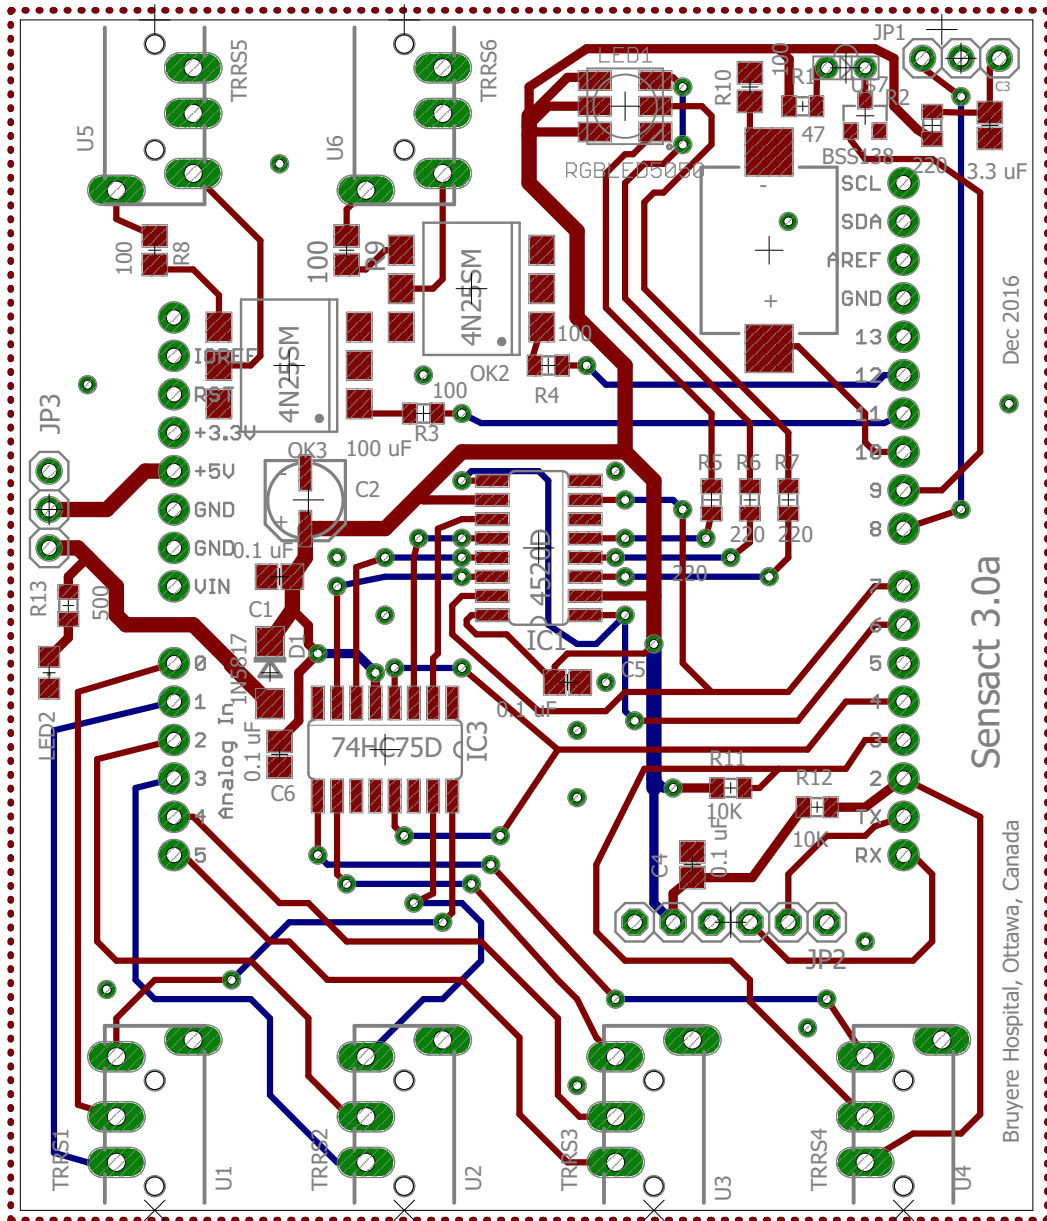 JP1
LED1
TRRS5
TRRS6
100
R10
R1
US7
R2
C3
47
U5
U6
BSS138
220
3.3 uF
RGBLED5050
-
SCL
SDA
AREF
GND
13
12
11
10
9
8
+
100
R8
100
R9
4N25SM
OK2
4N25SM
OK3
100
R4
100
R3
Dec 2016
JP3
IOREF
RST
+3.3V
+5V
GND
GND
VIN
100 uF
C2
+
0.1 uF
C1
R5
R6
R7
220
220
220
4520D
IC1
R13
500
1N5817
D1
LED2
C5
0.1 uF
7
6
5
4
3
2
TX
RX
Sensact 3.0a
0
1
2
3
4
5
Analog In
0.1 uF
C6
74HC75D
IC3
R11
10K
R12
10K
0.1 uF
C4
JP2
Bruyere Hospital, Ottawa, Canada
TRRS1
U1
TRRS2
U2
TRRS3
U3
TRRS4
U4